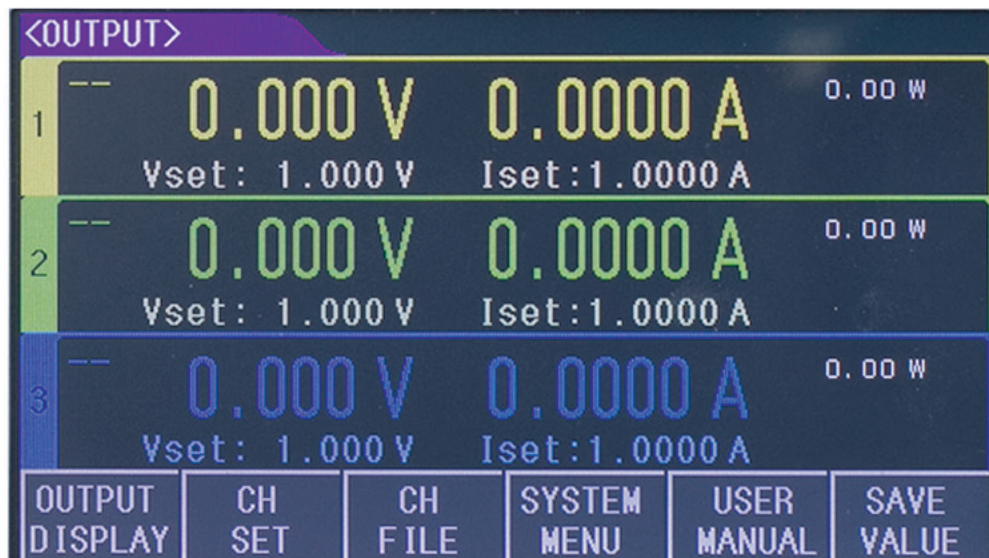 <OUTPUT>
1 -- 0.000 V 0.0000 A 0.00 W
Vset: 1.000 V Iset:1.0000 A
2 -- 0.000 V 0.0000 A 0.00 W
Vset: 1.000 V Iset:1.0000 A
3 -- 0.000 V 0.0000 A 0.00 W
Vset: 1.000 V Iset:1.0000 A
OUTPUT DISPLAY
CH SET
CH FILE
SYSTEM MENU
USER MANUAL
SAVE VALUE